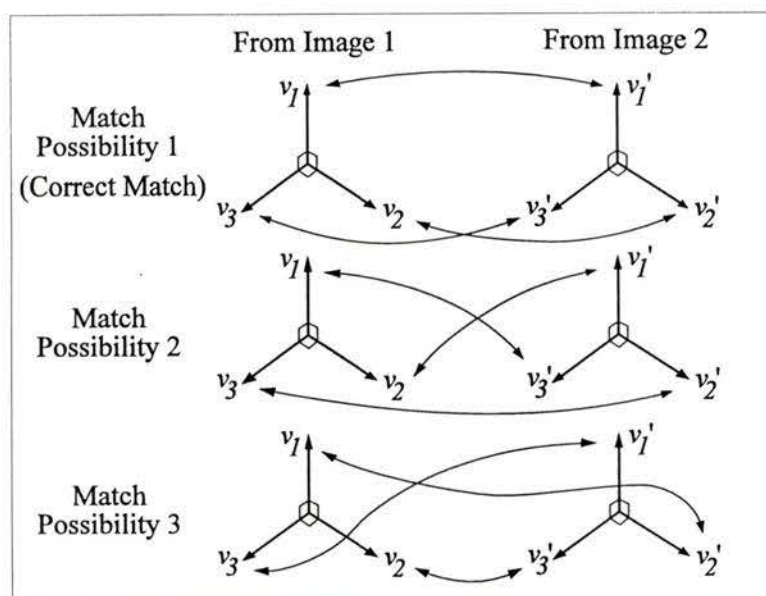 From Image 1 From Image 2
Match
Possibility 1
(Correct Match)
v1 v1'
v3 v2 v3' v2'
Match
Possibility 2
v1 v1'
v3 v2 v3' v2'
Match
Possibility 3
v1 v1'
v3 v2 v3' v2'